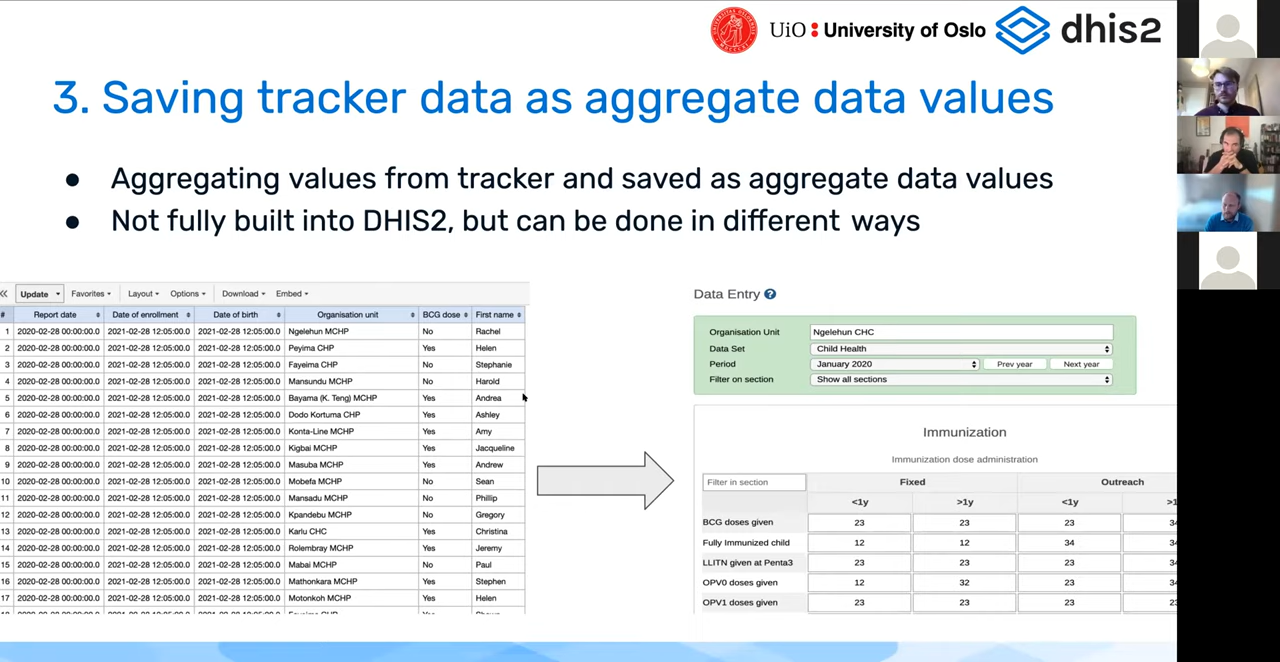 UiO : University of Oslo
dhis2
3. Saving tracker data as aggregate data values
● Aggregating values from tracker and saved as aggregate data values
● Not fully built into DHIS2, but can be done in different ways
Update Favorites Layout Options Download Embed
# Report date Date of enrollment Date of birth Organisation unit BCG dose First name
1 2020-02-28 00:00:00.0 2021-02-28 12:05:00.0 2021-02-28 12:05:00.0 Ngelehun MCHP No Rachel
2 2020-02-28 00:00:00.0 2021-02-28 12:05:00.0 2021-02-28 12:05:00.0 Peyima CHP Yes Helen
3 2020-02-28 00:00:00.0 2021-02-28 12:05:00.0 2021-02-28 12:05:00.0 Fayeima CHP No Stephanie
4 2020-02-28 00:00:00.0 2021-02-28 12:05:00.0 2021-02-28 12:05:00.0 Mansundu MCHP No Harold
5 2020-02-28 00:00:00.0 2021-02-28 12:05:00.0 2021-02-28 12:05:00.0 Bayama (K. Teng) MCHP Yes Andrea
6 2020-02-28 00:00:00.0 2021-02-28 12:05:00.0 2021-02-28 12:05:00.0 Dodo Kortuma CHP Yes Ashley
7 2020-02-28 00:00:00.0 2021-02-28 12:05:00.0 2021-02-28 12:05:00.0 Konta-Line MCHP Yes Amy
8 2020-02-28 00:00:00.0 2021-02-28 12:05:00.0 2021-02-28 12:05:00.0 Kigbai MCHP Yes Jacqueline
9 2020-02-28 00:00:00.0 2021-02-28 12:05:00.0 2021-02-28 12:05:00.0 Masuba MCHP Yes Andrew
10 2020-02-28 00:00:00.0 2021-02-28 12:05:00.0 2021-02-28 12:05:00.0 Mobefa MCHP No Sean
11 2020-02-28 00:00:00.0 2021-02-28 12:05:00.0 2021-02-28 12:05:00.0 Mansadu MCHP No Phillip
12 2020-02-28 00:00:00.0 2021-02-28 12:05:00.0 2021-02-28 12:05:00.0 Kpandebu MCHP No Gregory
13 2020-02-28 00:00:00.0 2021-02-28 12:05:00.0 2021-02-28 12:05:00.0 Karlu CHC Yes Christina
14 2020-02-28 00:00:00.0 2021-02-28 12:05:00.0 2021-02-28 12:05:00.0 Rolembray MCHP Yes Jeremy
15 2020-02-28 00:00:00.0 2021-02-28 12:05:00.0 2021-02-28 12:05:00.0 Mabai MCHP No Paul
16 2020-02-28 00:00:00.0 2021-02-28 12:05:00.0 2021-02-28 12:05:00.0 Mathonkara MCHP Yes Stephen
17 2020-02-28 00:00:00.0 2021-02-28 12:05:00.0 2021-02-28 12:05:00.0 Motonkoh MCHP Yes Helen
Data Entry ?
Organisation Unit Ngelehun CHC
Data Set Child Health
Period January 2020 Prev year Next year
Filter on section Show all sections
Immunization
Immunization dose administration
Filter in section Fixed Outreach
<1y >1y <1y >1
BCG doses given 23 23 23 34
Fully Immunized child 12 12 34 34
LLITN given at Penta3 23 23 23 34
OPV0 doses given 12 32 23 34
OPV1 doses given 23 23 23 34